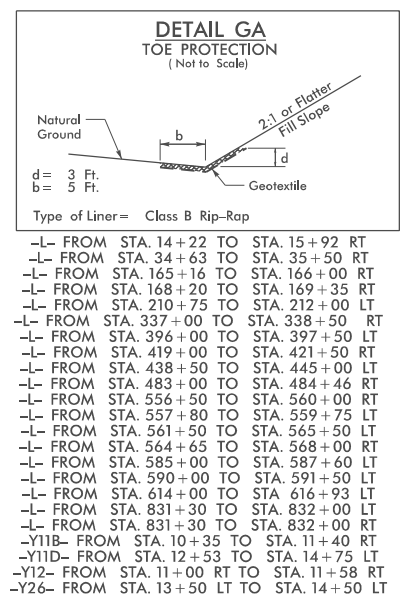 DETAIL GA
TOE PROTECTION
( Not to Scale)
2:1 or Flatter
Fill Slope
Natural
Ground
b
d
d= 3 Ft.
b= 5 Ft.
Geotextile
Type of Liner= Class B Rip-Rap
-L- FROM STA. 14+22 TO STA. 15+92 RT
-L- FROM STA. 34+63 TO STA. 35+50 RT
-L- FROM STA. 165+16 TO STA. 166+00 RT
-L- FROM STA. 168+20 TO STA. 169+35 RT
-L- FROM STA. 210+75 TO STA. 212+00 LT
-L- FROM STA. 337+00 TO STA. 338+50 RT
-L- FROM STA. 396+00 TO STA. 397+50 LT
-L- FROM STA. 419+00 TO STA. 421+50 RT
-L- FROM STA. 438+50 TO STA. 445+00 LT
-L- FROM STA. 483+00 TO STA. 484+46 RT
-L- FROM STA. 556+50 TO STA. 560+00 RT
-L- FROM STA. 557+80 TO STA. 559+75 LT
-L- FROM STA. 561+50 TO STA. 565+50 LT
-L- FROM STA. 564+65 TO STA. 568+00 RT
-L- FROM STA. 585+00 TO STA. 587+60 LT
-L- FROM STA. 590+00 TO STA. 591+50 LT
-L- FROM STA. 614+00 TO STA 616+93 LT
-L- FROM STA. 831+30 TO STA. 832+00 LT
-L- FROM STA. 831+30 TO STA. 832+00 RT
-Y11B- FROM STA. 10+35 TO STA. 11+40 RT
-Y11D- FROM STA. 12+53 TO STA. 14+75 LT
-Y12- FROM STA. 11+00 RT TO STA. 11+58 RT
-Y26- FROM STA. 13+50 LT TO STA. 14+50 LT